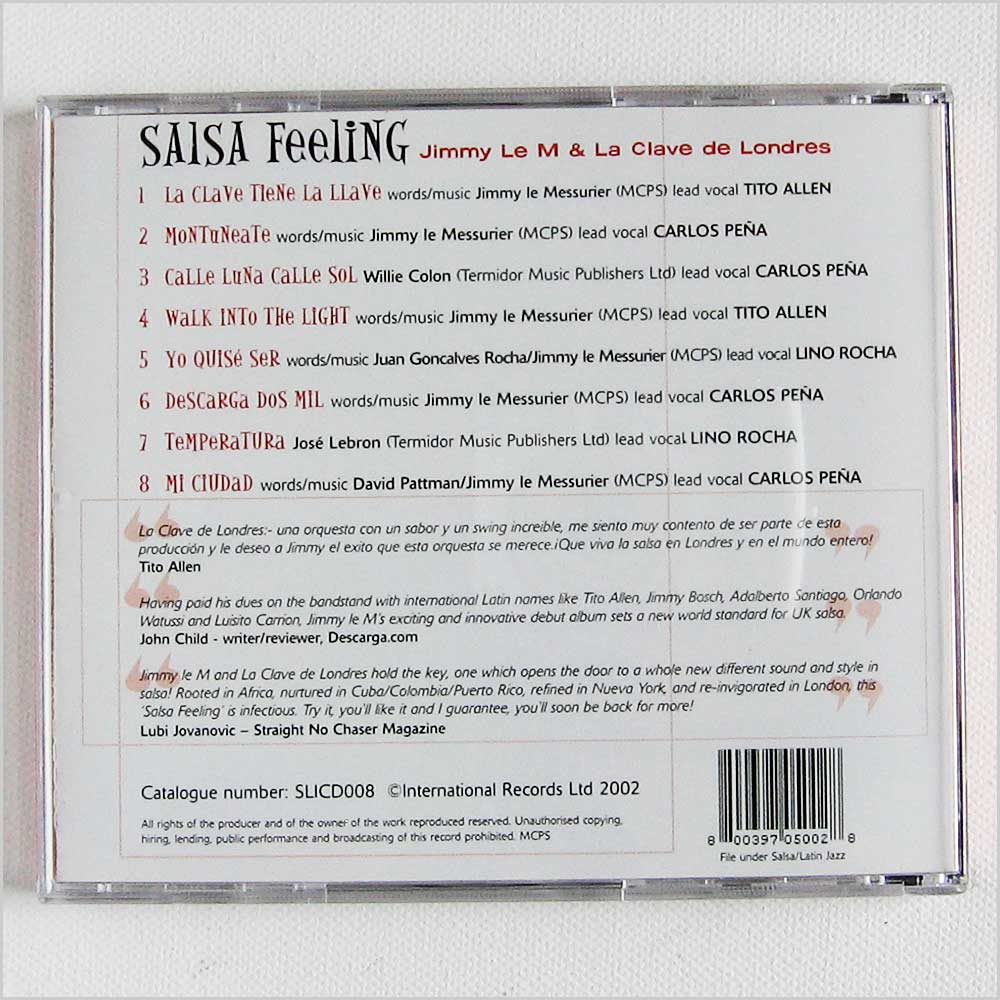 SALSA FeeLiNG Jimmy Le M & La Clave de Londres
1 La CLaVe TIeNe La LLaVe words/music Jimmy le Messurier (MCPS) lead vocal TITO ALLEN
2 MoNTuNeaTe words/music Jimmy le Messurier (MCPS) lead vocal CARLOS PEÑA
3 CaLLe LuNa CaLLe SoL Willie Colon (Termidor Music Publishers Ltd) lead vocal CARLOS PEÑA
4 WaLK INTo THe LIGHT words/music Jimmy le Messurier (MCPS) lead vocal TITO ALLEN
5 Yo QUISé SeR words/music Juan Goncalves Rocha/Jimmy le Messurier (MCPS) lead vocal LINO ROCHA
6 DeSCaRGa DoS MIL words/music Jimmy le Messurier (MCPS) lead vocal CARLOS PEÑA
7 TeMPeRaTURa José Lebron (Termidor Music Publishers Ltd) lead vocal LINO ROCHA
8 MI CIUDaD words/music David Pattman/Jimmy le Messurier (MCPS) lead vocal CARLOS PEÑA
La Clave de Londres:- una orquesta con un sabor y un swing increible, me siento muy contento de ser parte de esta
producción y le deseo a Jimmy el exito que esta orquesta se merece.¡Que viva la salsa en Londres y en el mundo entero!
Tito Allen
Having paid his dues on the bandstand with international Latin names like Tito Allen, Jimmy Bosch, Adalberto Santiago, Orlando
Watussi and Luisito Carrion, Jimmy le M's exciting and innovative debut album sets a new world standard for UK salsa.
John Child - writer/reviewer, Descarga.com
Jimmy le M and La Clave de Londres hold the key, one which opens the door to a whole new different sound and style in
salsa! Rooted in Africa, nurtured in Cuba/Colombia/Puerto Rico, refined in Nueva York, and re-invigorated in London, this
'Salsa Feeling' is infectious. Try it, you'll like it and I guarantee, you'll soon be back for more!
Lubi Jovanovic – Straight No Chaser Magazine
Catalogue number: SLICD008 ©International Records Ltd 2002
All rights of the producer and of the owner of the work reproduced reserved. Unauthorised copying,
hiring, lending, public performance and broadcasting of this record prohibited. MCPS
8 00397 05002 8
File under Salsa/Latin Jazz